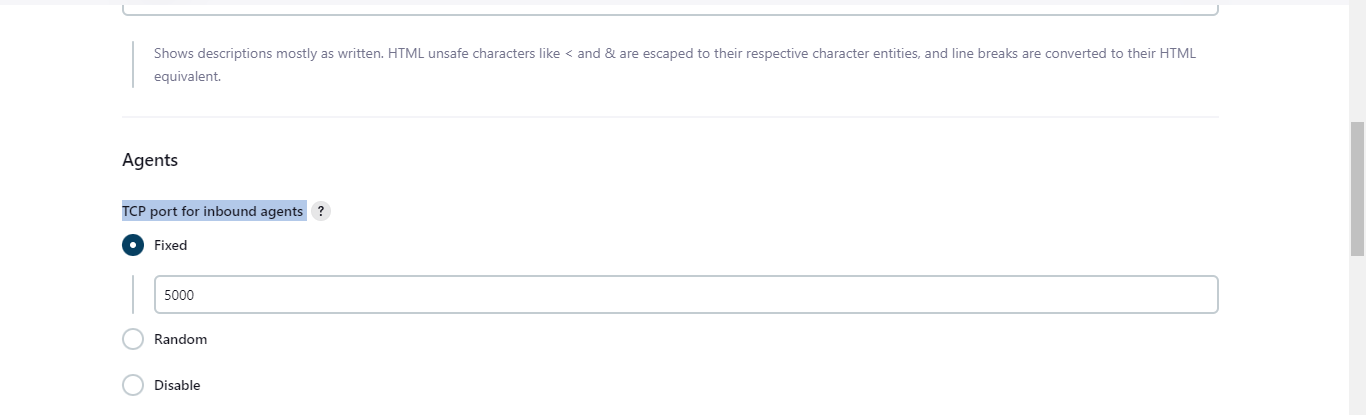 Shows descriptions mostly as written. HTML unsafe characters like < and & are escaped to their respective character entities, and line breaks are converted to their HTML
equivalent.
Agents
TCP port for inbound agents ?
Fixed
5000
Random
Disable